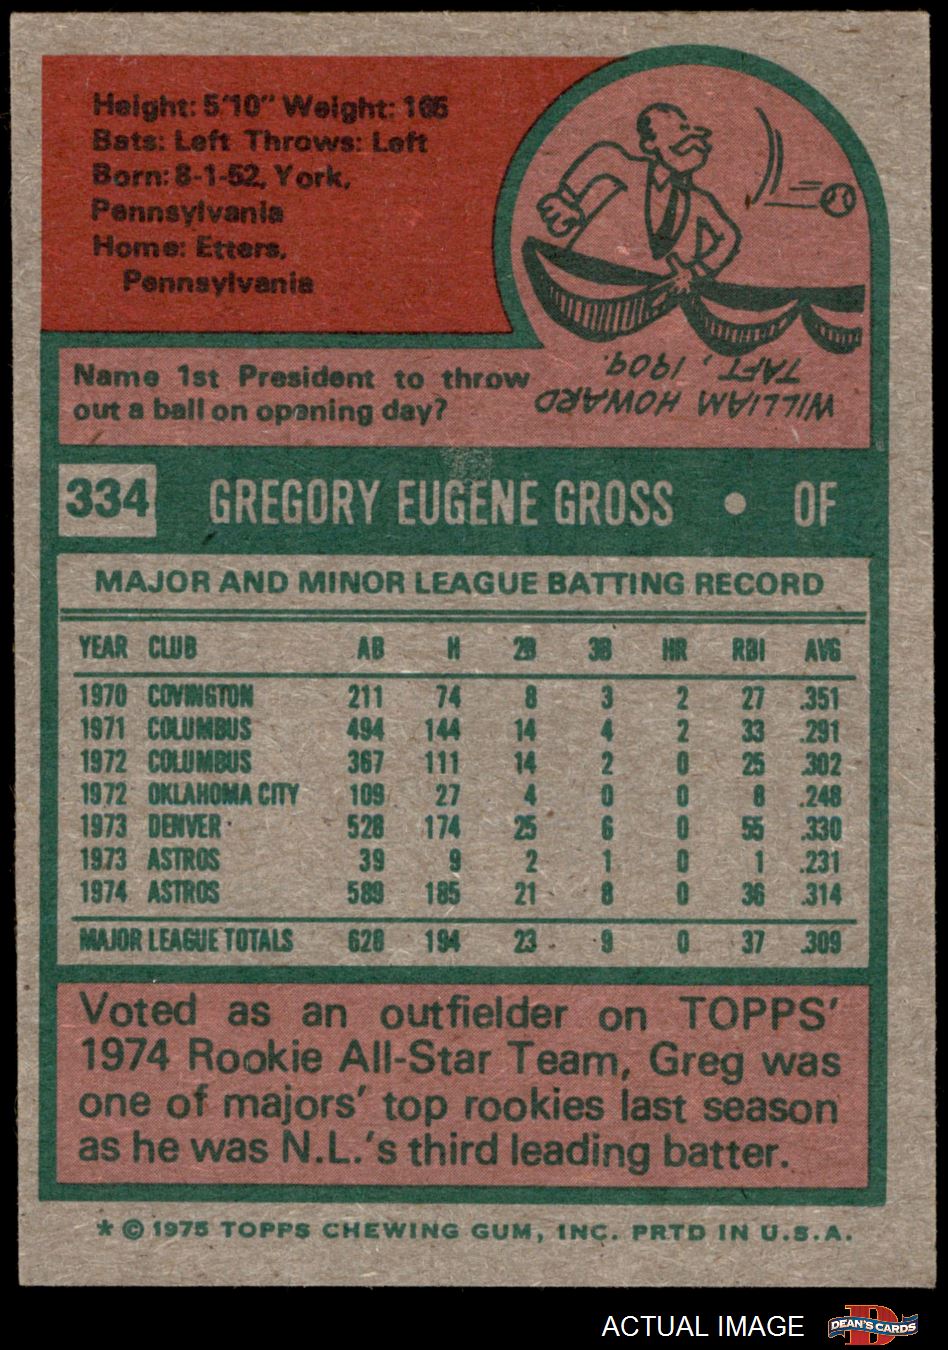 Height: 5'10" Weight: 165
Bats: Left Throws: Left
Born: 8-1-52, York,
Pennsylvania
Home: Etters,
Pennsylvania
Name 1st President to throw
out a ball on opening day?
WILLIAM HOWARD
TAFT, 1909.
334 GREGORY EUGENE GROSS • OF
MAJOR AND MINOR LEAGUE BATTING RECORD
YEAR CLUB AB H 2B 3B HR RBI AVG
1970 COVINGTON 211 74 8 3 2 27 .351
1971 COLUMBUS 494 144 14 4 2 33 .291
1972 COLUMBUS 367 111 14 2 0 25 .302
1972 OKLAHOMA CITY 109 27 4 0 0 8 .248
1973 DENVER 528 174 25 6 0 55 .330
1973 ASTROS 39 9 2 1 0 1 .231
1974 ASTROS 589 185 21 8 0 36 .314
MAJOR LEAGUE TOTALS 628 194 23 9 0 37 .309
Voted as an outfielder on TOPPS'
1974 Rookie All-Star Team, Greg was
one of majors' top rookies last season
as he was N.L.'s third leading batter.
* © 1975 TOPPS CHEWING GUM, INC. PRTD IN U.S.A.
ACTUAL IMAGE
D
DEAN'S CARDS